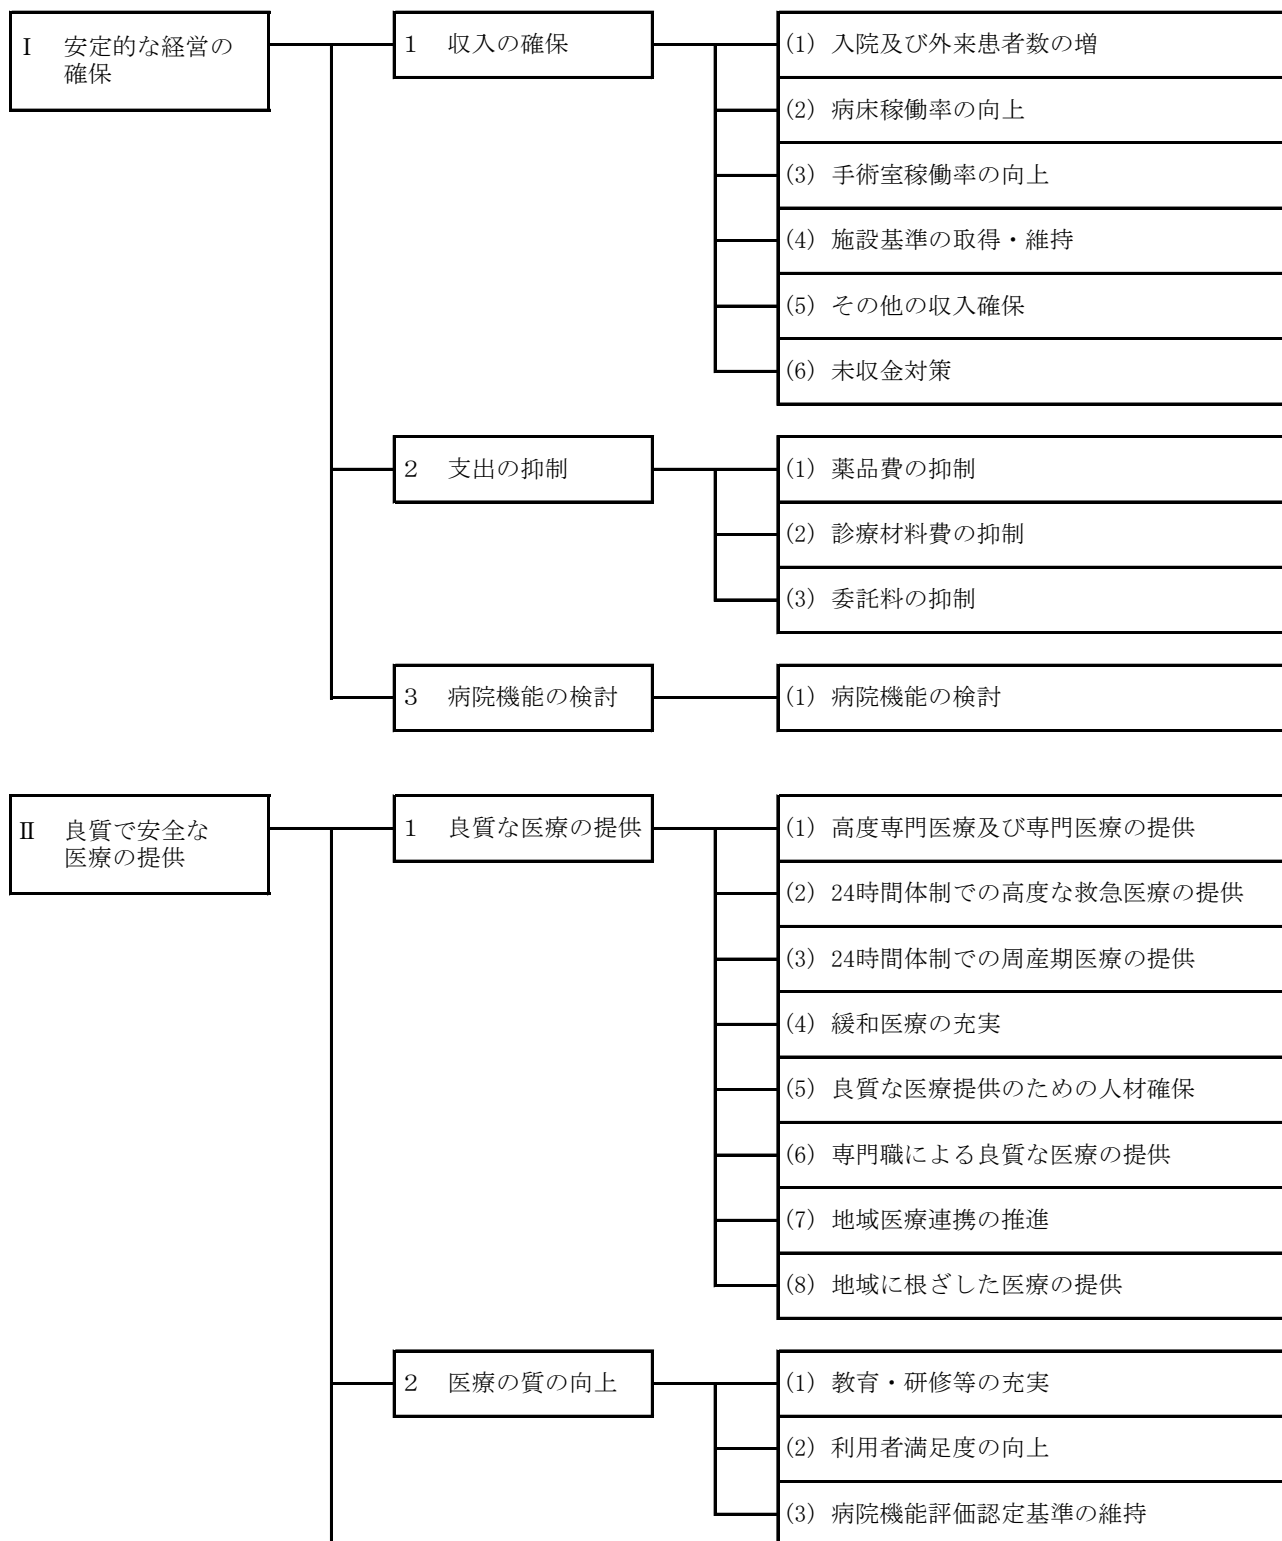 Ⅰ 安定的な経営の
確保
１ 収入の確保
(1) 入院及び外来患者数の増
(2) 病床稼働率の向上
(3) 手術室稼働率の向上
(4) 施設基準の取得・維持
(5) その他の収入確保
(6) 未収金対策
２ 支出の抑制
(1) 薬品費の抑制
(2) 診療材料費の抑制
(3) 委託料の抑制
３ 病院機能の検討
(1) 病院機能の検討
Ⅱ 良質で安全な
医療の提供
１ 良質な医療の提供
(1) 高度専門医療及び専門医療の提供
(2) 24時間体制での高度な救急医療の提供
(3) 24時間体制での周産期医療の提供
(4) 緩和医療の充実
(5) 良質な医療提供のための人材確保
(6) 専門職による良質な医療の提供
(7) 地域医療連携の推進
(8) 地域に根ざした医療の提供
２ 医療の質の向上
(1) 教育・研修等の充実
(2) 利用者満足度の向上
(3) 病院機能評価認定基準の維持